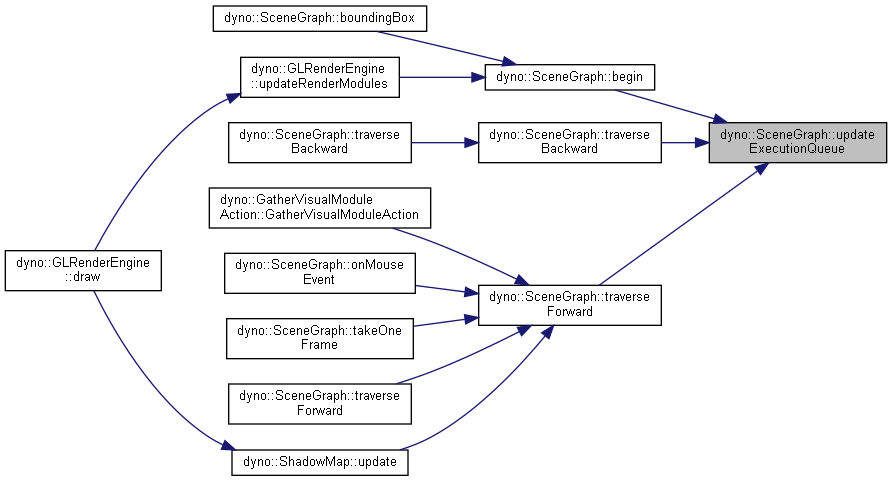 dyno::SceneGraph::boundingBox
dyno::GLRenderEngine
::updateRenderModules
dyno::SceneGraph::begin
dyno::SceneGraph::traverse
Backward
dyno::SceneGraph::traverse
Backward
dyno::SceneGraph::update
ExecutionQueue
dyno::GatherVisualModule
Action::GatherVisualModuleAction
dyno::GLRenderEngine
::draw
dyno::SceneGraph::onMouse
Event
dyno::SceneGraph::traverse
Forward
dyno::SceneGraph::takeOne
Frame
dyno::SceneGraph::traverse
Forward
dyno::ShadowMap::update